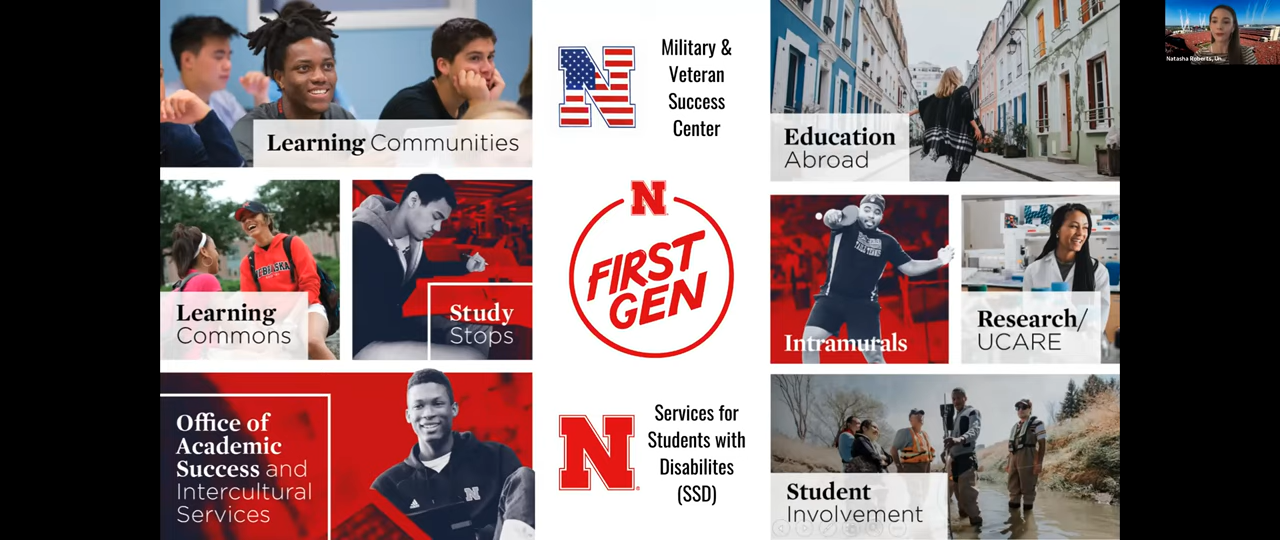 Learning Communities
Military &
Veteran
Success
Center
Education
Abroad
Natasha Roberts, Un...
Learning
Commons
NEBRASKA
Study
Stops
N
FIRST
GEN
Intramurals
Research/
UCARE
Office of
Academic
Success and
Intercultural
Services
N
N
Services for
Students with
Disabilites
(SSD)
Student
Involvement